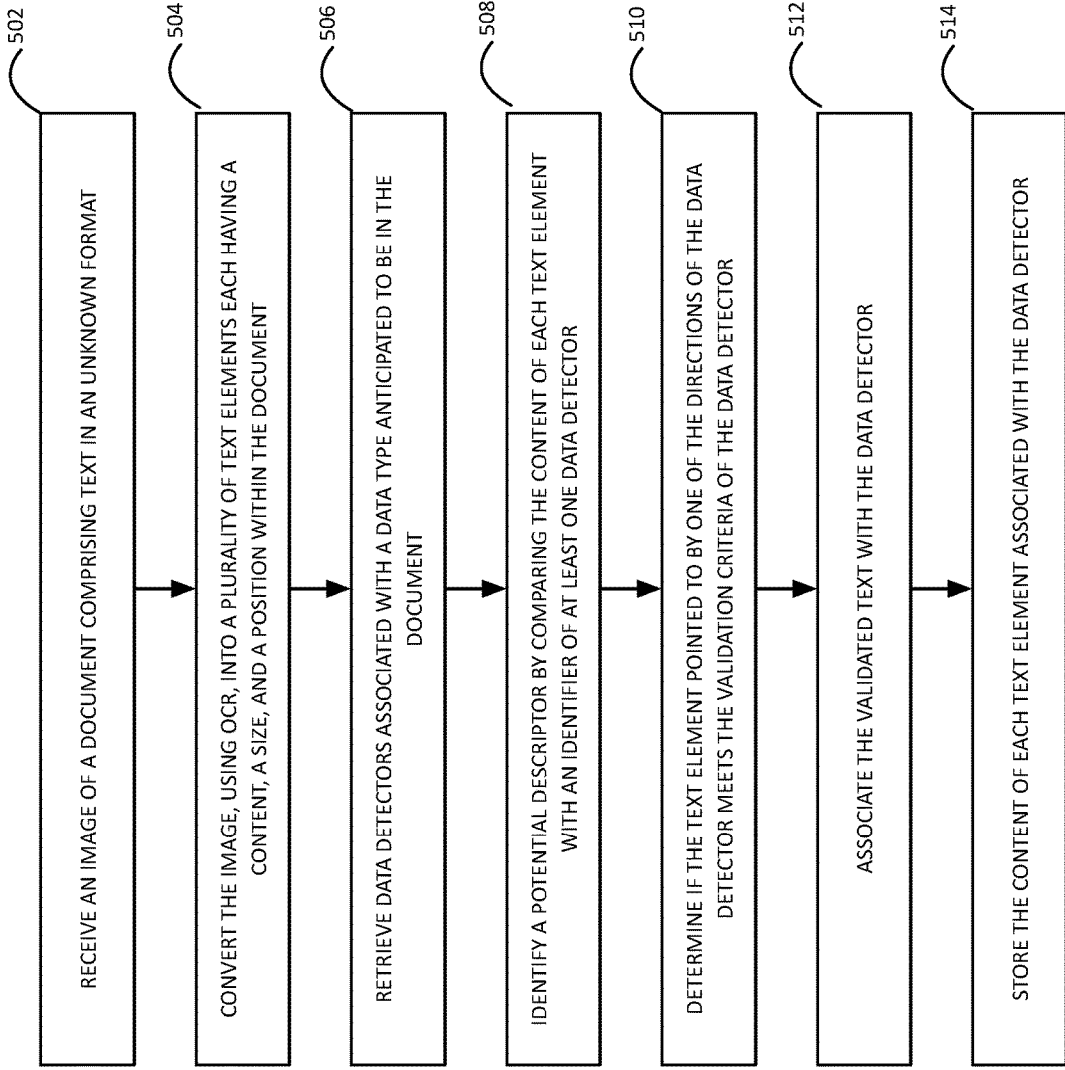 502
RECEIVE AN IMAGE OF A DOCUMENT COMPRISING TEXT IN AN UNKNOWN FORMAT
504
CONVERT THE IMAGE, USING OCR, INTO A PLURALITY OF TEXT ELEMENTS EACH HAVING A
CONTENT, A SIZE, AND A POSITION WITHIN THE DOCUMENT
506
RETRIEVE DATA DETECTORS ASSOCIATED WITH A DATA TYPE ANTICIPATED TO BE IN THE
DOCUMENT
508
IDENTIFY A POTENTIAL DESCRIPTOR BY COMPARING THE CONTENT OF EACH TEXT ELEMENT
WITH AN IDENTIFIER OF AT LEAST ONE DATA DETECTOR
510
DETERMINE IF THE TEXT ELEMENT POINTED TO BY ONE OF THE DIRECTIONS OF THE DATA
DETECTOR MEETS THE VALIDATION CRITERIA OF THE DATA DETECTOR
512
ASSOCIATE THE VALIDATED TEXT WITH THE DATA DETECTOR
514
STORE THE CONTENT OF EACH TEXT ELEMENT ASSOCIATED WITH THE DATA DETECTOR